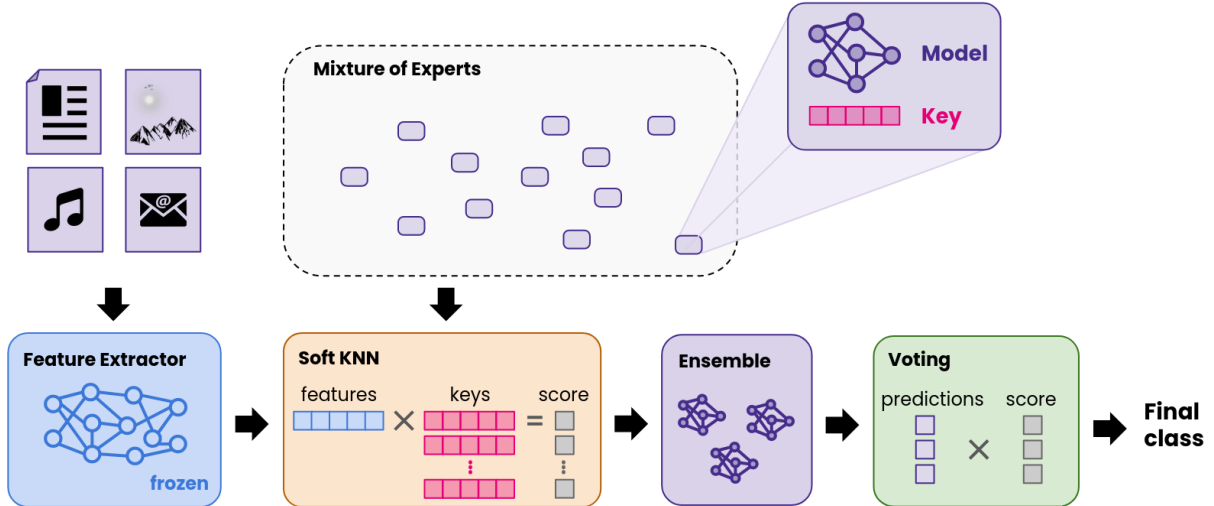 Mixture of Experts
Model
Key
@
Feature Extractor
frozen
Soft KNN
features
keys
score
×
=
Ensemble
Voting
predictions
score
×
Final
class